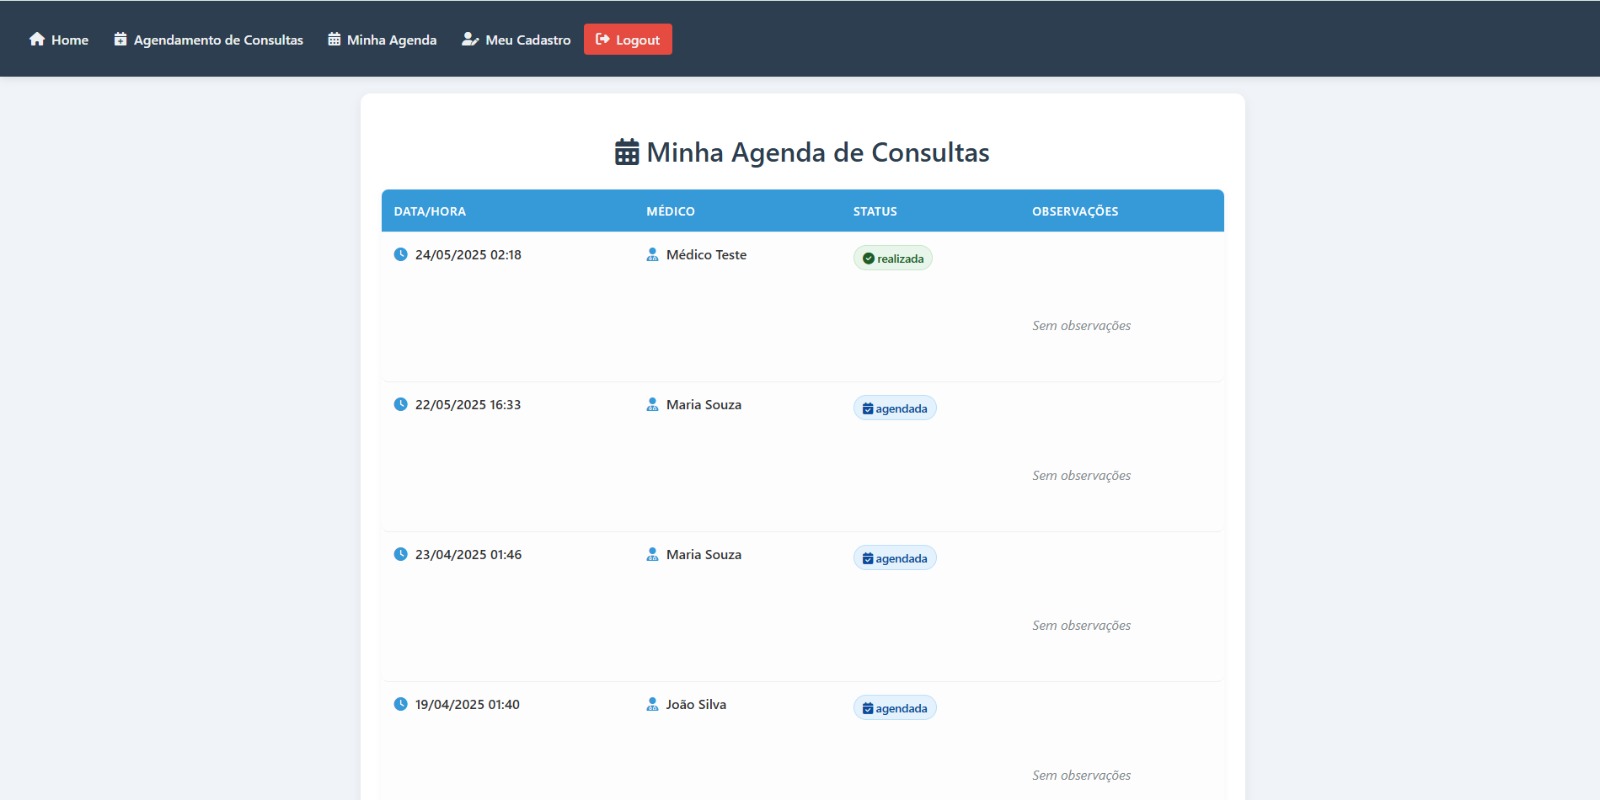 Home Agendamento de Consultas Minha Agenda Meu Cadastro Logout
Minha Agenda de Consultas
DATA/HORA MÉDICO STATUS OBSERVAÇÕES
24/05/2025 02:18 Médico Teste realizada
Sem observações
22/05/2025 16:33 Maria Souza agendada
Sem observações
23/04/2025 01:46 Maria Souza agendada
Sem observações
19/04/2025 01:40 João Silva agendada
Sem observações